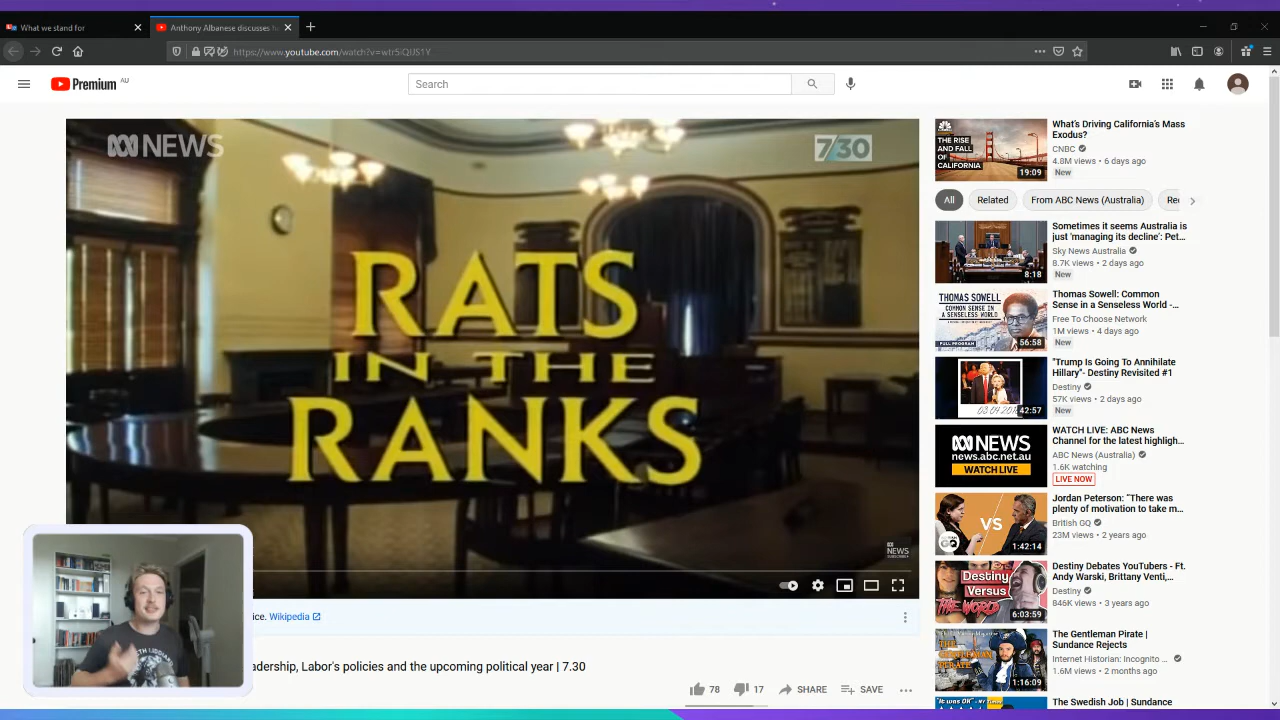 What we stand for
Anthony Albanese discusses
https://www.youtube.com/watch?v=wtr5iQUS1Y
Premium AU
Search
ABC NEWS
7/30
RATS
IN THE
RANKS
NEWS
ice. Wikipedia
adership, Labor's policies and the upcoming political year | 7.30
78
17
SHARE
SAVE
CNBC
THE RISE
AND FALL
OF
CALIFORNIA
19:09
What's Driving California's Mass
Exodus?
CNBC
4.8M views • 6 days ago
New
All
Related
From ABC News (Australia)
Rec
8:18
Sometimes it seems Australia is
just 'managing its decline': Pet...
Sky News Australia
8.7K views • 2 days ago
New
THOMAS SOWELL
COMMON SENSE IN
A SENSELESS WORLD
FULL PROGRAM
56:58
Thomas Sowell: Common
Sense in a Senseless World -...
Free To Choose Network
1M views • 4 days ago
New
42:57
"Trump Is Going To Annihilate
Hillary"- Destiny Revisited #1
Destiny
57K views • 2 days ago
New
NEWS
news.abc.net.au
WATCH LIVE
WATCH LIVE: ABC News
Channel for the latest highligh...
ABC News (Australia)
1.6K watching
LIVE NOW
VS
GQ
1:42:14
Jordan Peterson: "There was
plenty of motivation to take m...
British GQ
23M views • 2 years ago
Destiny
Versus
THE WORLD
6:03:59
Destiny Debates YouTubers - Ft.
Andy Warski, Brittany Venti,...
Destiny
846K views • 3 years ago
1:16:09
The Gentleman Pirate |
Sundance Rejects
Internet Historian: Incognito ...
1.6M views • 2 months ago
The Swedish Job | Sundance